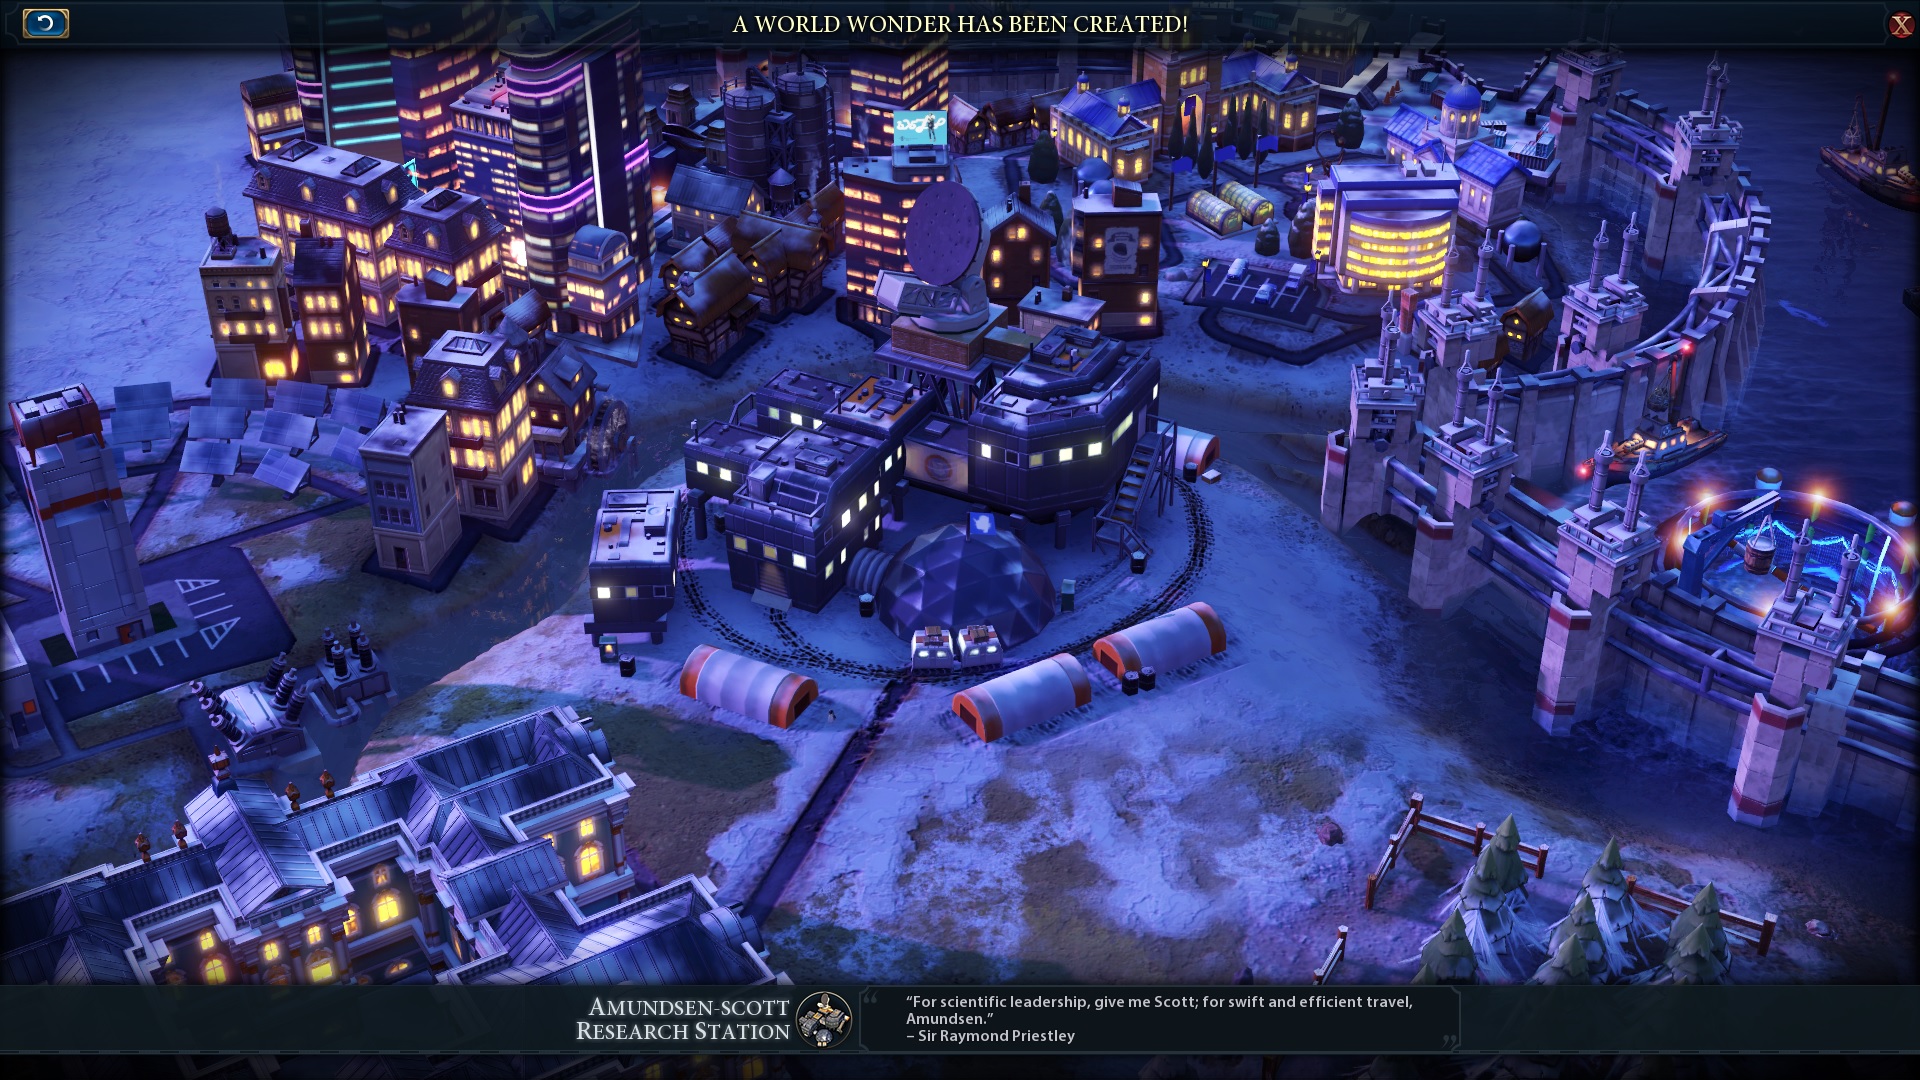 A WORLD WONDER HAS BEEN CREATED!
AMUNDSEN-SCOTT
RESEARCH STATION
“For scientific leadership, give me Scott; for swift and efficient travel,
Amundsen.”
– Sir Raymond Priestley